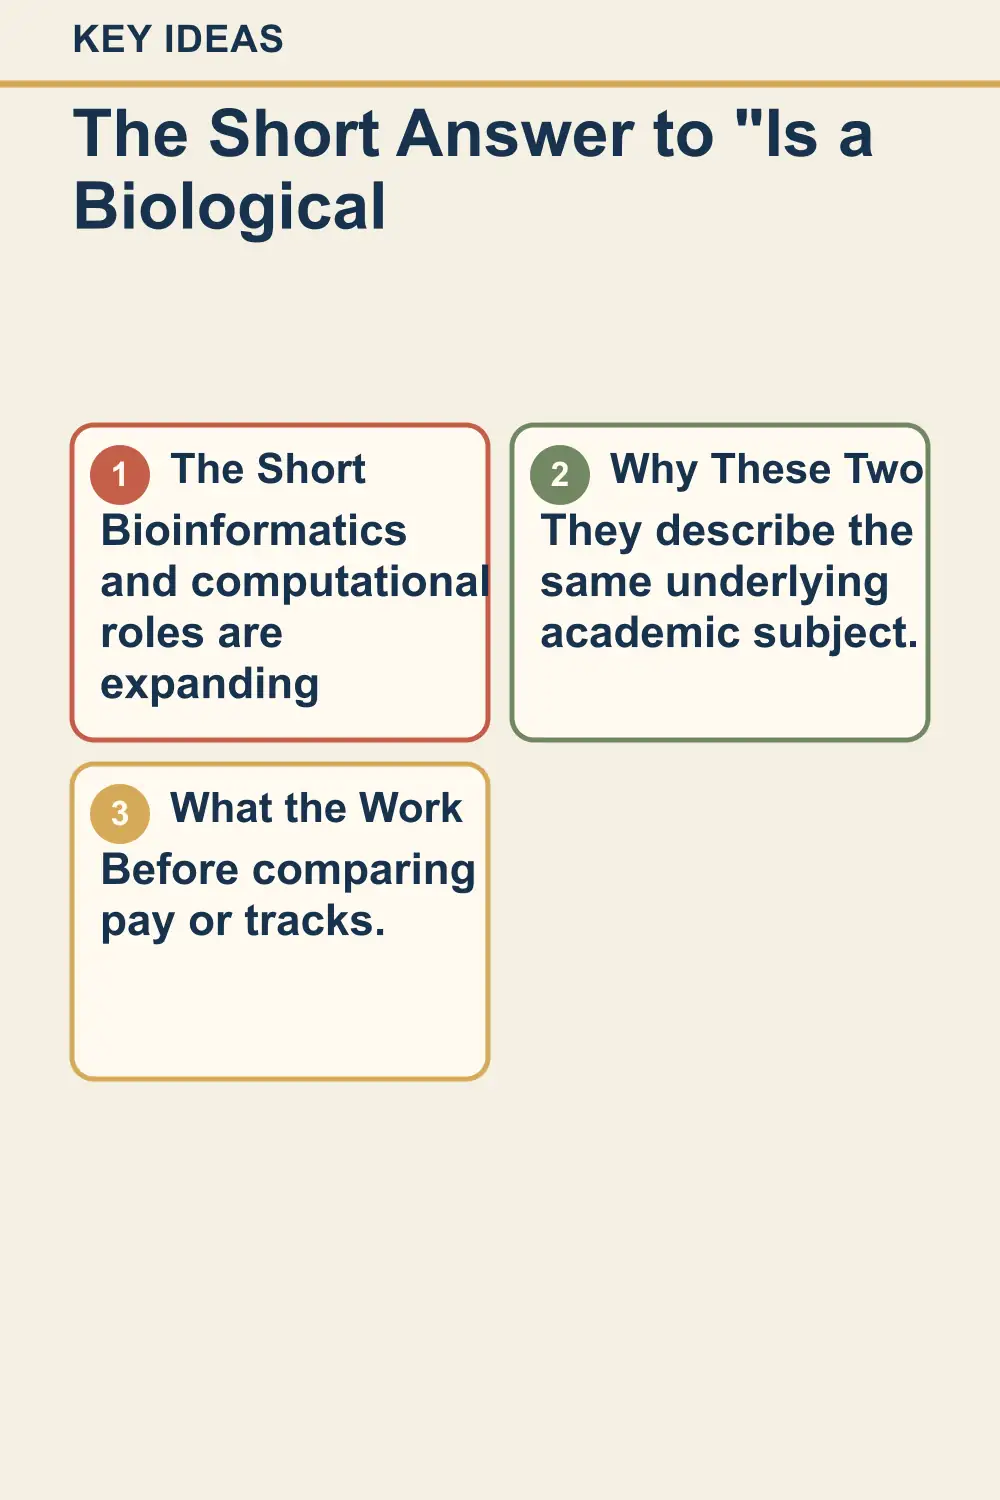 KEY IDEAS
The Short Answer to "Is a
Biological
1
The Short
Bioinformatics
and computational
roles are
expanding
2
Why These Two
They describe the
same underlying
academic subject.
3
What the Work
Before comparing
pay or tracks.